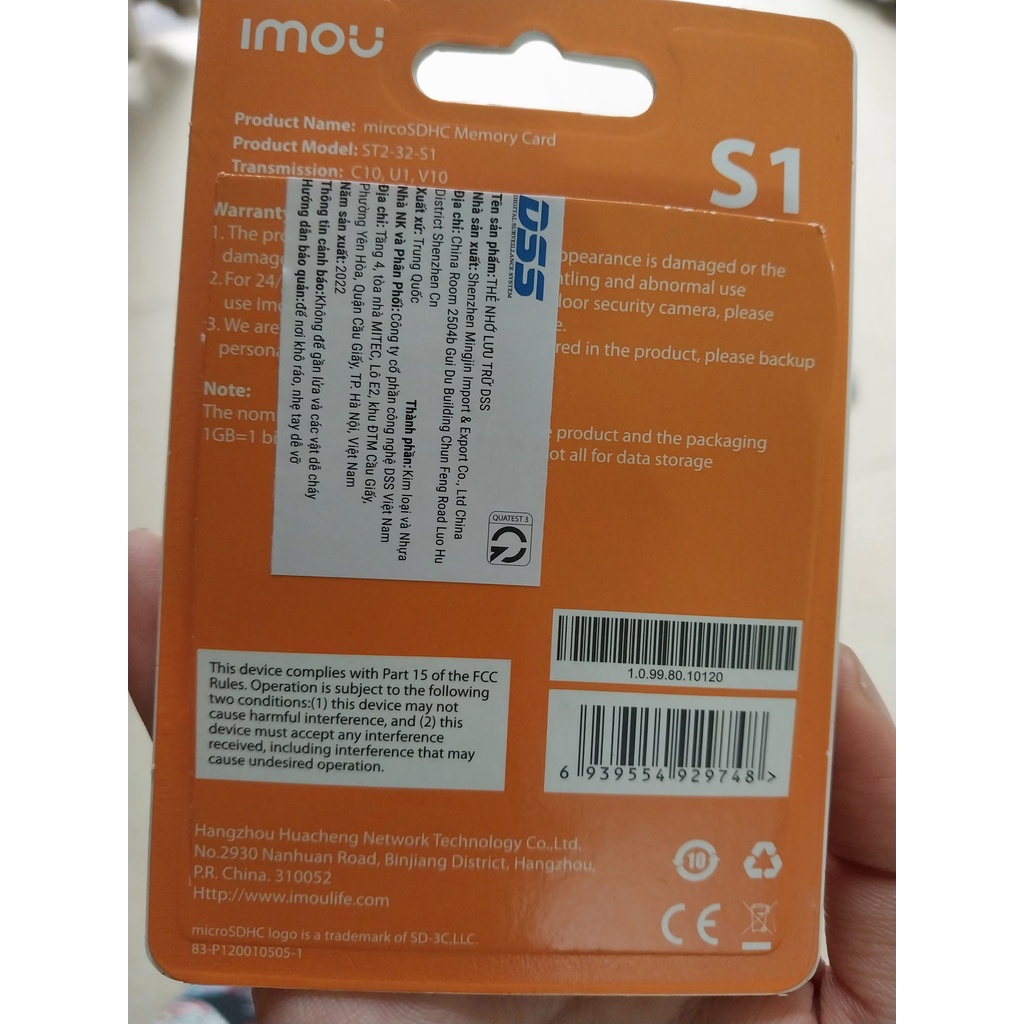 imou
Product Name: mircoSDHC Memory Card
Product Model: ST2-32-S1
Transmission: C10, U1, V10
S1
Warranty
1. The pro
ppearance is damaged or the
damag
ntling and abnormal use
2. For 24/
loor security camera, please
use Imo
e.
3. We are
red in the product, please backup
persona
Note:
The nom
e product and the packaging
1GB=1 bi
ot all for data storage
DSS
DIGITAL SURVEILLANCE SYSTEM
Tên sản phẩm:THẺ NHỚ LƯU TRỮ DSS
Nhà sản xuất:Shenzhen Mingjin Import & Export Co., Ltd China
Địa chỉ: China Room 2504b Gui Du Building Chun Feng Road Luo Hu
District Shenzhen Cn
Xuất xứ: Trung Quốc
Thành phần:Kim loại và Nhựa
Nhà NK và Phân Phối:Công ty cổ phần công nghệ DSS Việt Nam
Địa chỉ: Tầng 4, tòa nhà MITEC, Lô E2, khu ĐTM Cầu Giấy,
Phường Yên Hòa, Quận Cầu Giấy, TP. Hà Nội, Việt Nam
Năm sản xuất: 2022
Thông tin cảnh báo:Không để gần lửa và các vật dễ cháy
Hướng dẫn bảo quản:để nơi khô ráo, nhẹ tay dễ vỡ
QUATEST 3
1.0.99.80.10120
6 939554 929748 >
This device complies with Part 15 of the FCC
Rules. Operation is subject to the following
two conditions:(1) this device may not
cause harmful interference, and (2) this
device must accept any interference
received, including interference that may
cause undesired operation.
Hangzhou Huacheng Network Technology Co.,Ltd.
No.2930 Nanhuan Road, Binjiang District, Hangzhou,
P.R. China. 310052
Http://www.imoulife.com
10
CE
microSDHC logo is a trademark of SD-3C,LLC.
83-P120010505-1